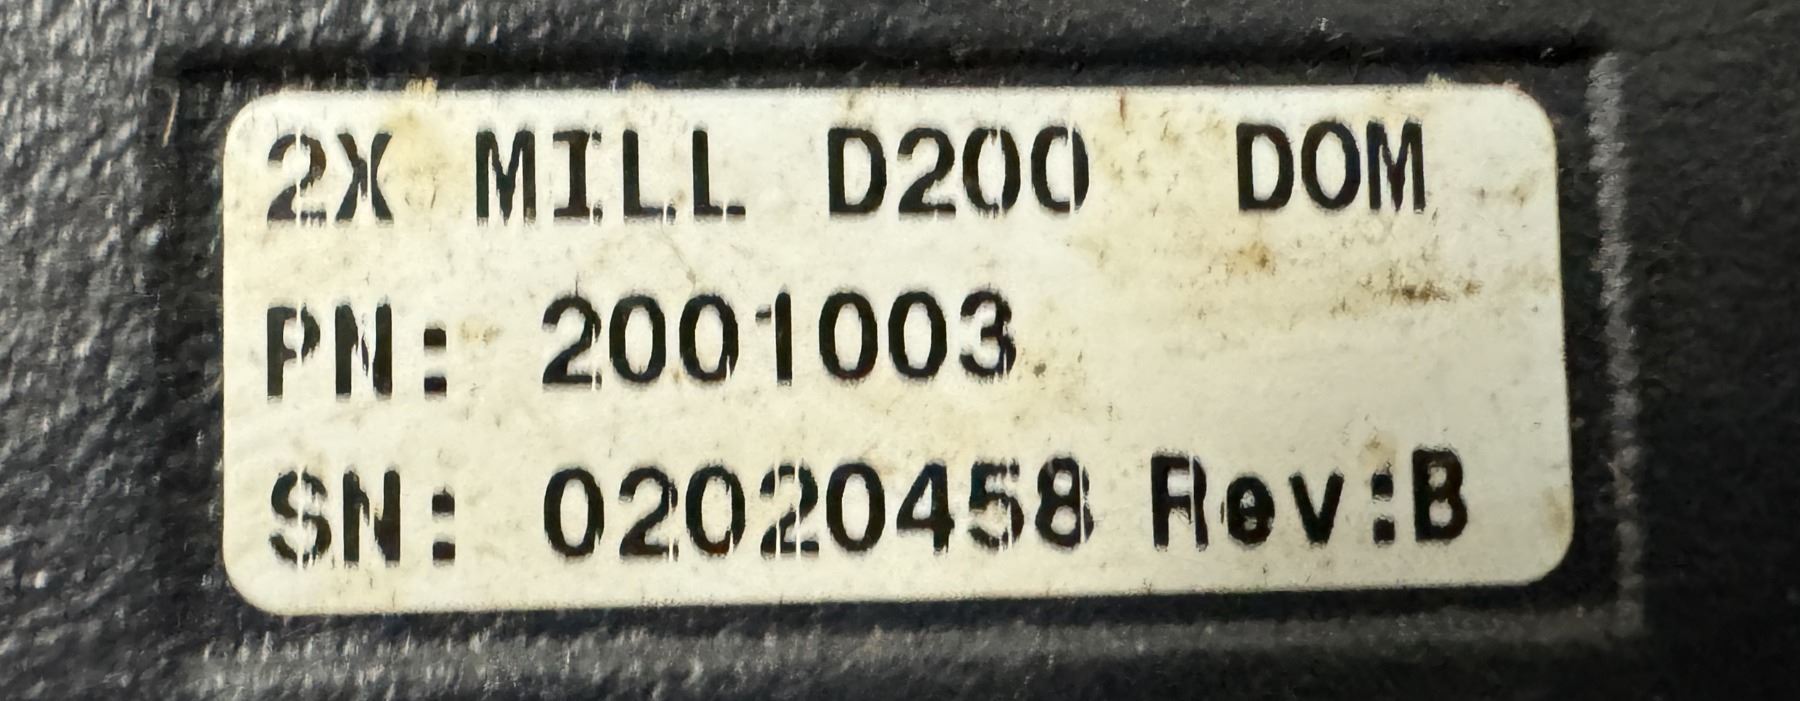 2X MILL D200 DOM
PN: 2001003
SN: 02020458 Rev:B